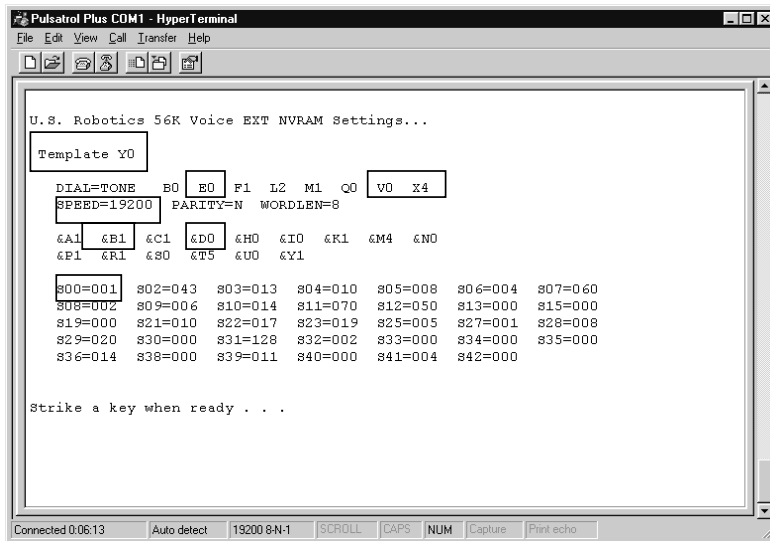 Pulsatrol Plus COM1 - HyperTerminal
File Edit View Call Transfer Help
U.S. Robotics 56K Voice EXT NVRAM Settings...
Template Y0
DIAL=TONE B0 E0 F1 L2 M1 Q0 V0 X4
SPEED=19200 PARITY=N WORDLEN=8
&A1 &B1 &C1 &D0 &H0 &I0 &K1 &M4 &N0
&P1 &R1 &S0 &T5 &U0 &Y1
S00=001 S02=043 S03=013 S04=010 S05=008 S06=004 S07=060
S08=002 S09=006 S10=014 S11=070 S12=050 S13=000 S15=000
S19=000 S21=010 S22=017 S23=019 S25=005 S27=001 S28=008
S29=020 S30=000 S31=128 S32=002 S33=000 S34=000 S35=000
S36=014 S38=000 S39=011 S40=000 S41=004 S42=000
Strike a key when ready . . .
Connected 0:06:13 Auto detect 19200 8-N-1 SCROLL CAPS NUM Capture Print echo